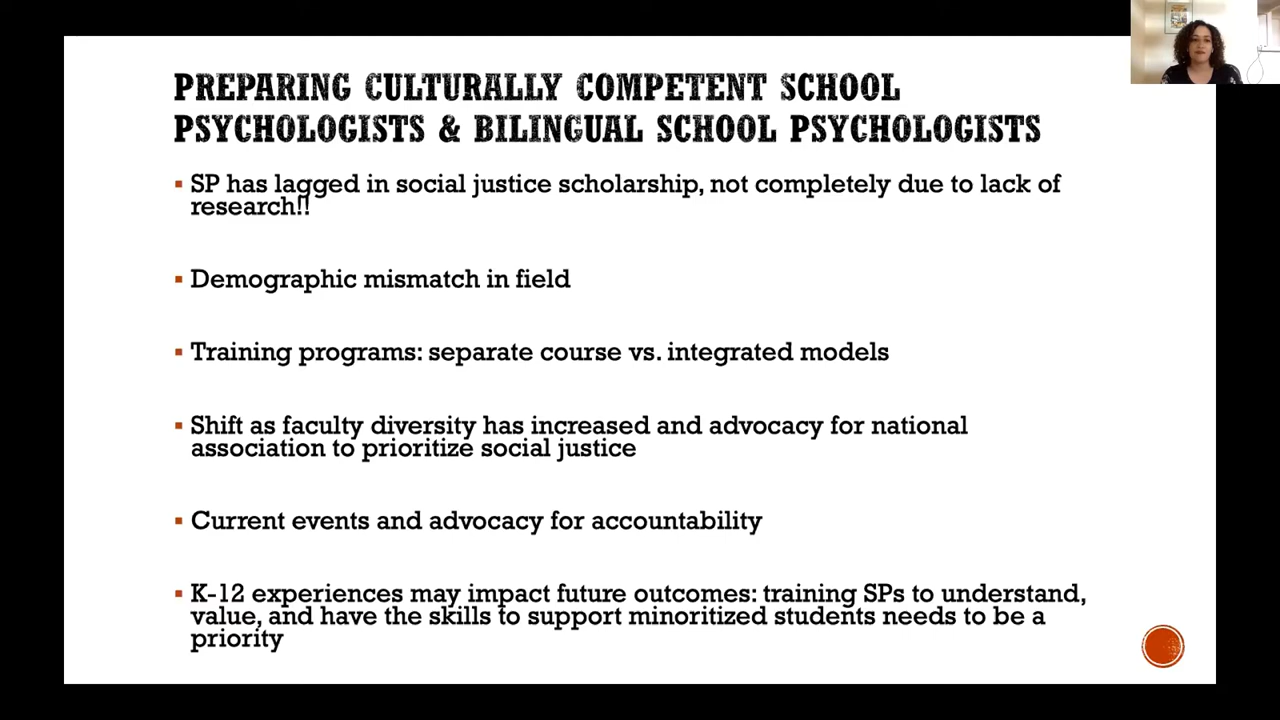 PREPARING CULTURALLY COMPETENT SCHOOL
PSYCHOLOGISTS & BILINGUAL SCHOOL PSYCHOLOGISTS
▪ SP has lagged in social justice scholarship, not completely due to lack of
research!!
▪ Demographic mismatch in field
▪ Training programs: separate course vs. integrated models
▪ Shift as faculty diversity has increased and advocacy for national
association to prioritize social justice
▪ Current events and advocacy for accountability
▪ K-12 experiences may impact future outcomes: training SPs to understand,
value, and have the skills to support minoritized students needs to be a
priority